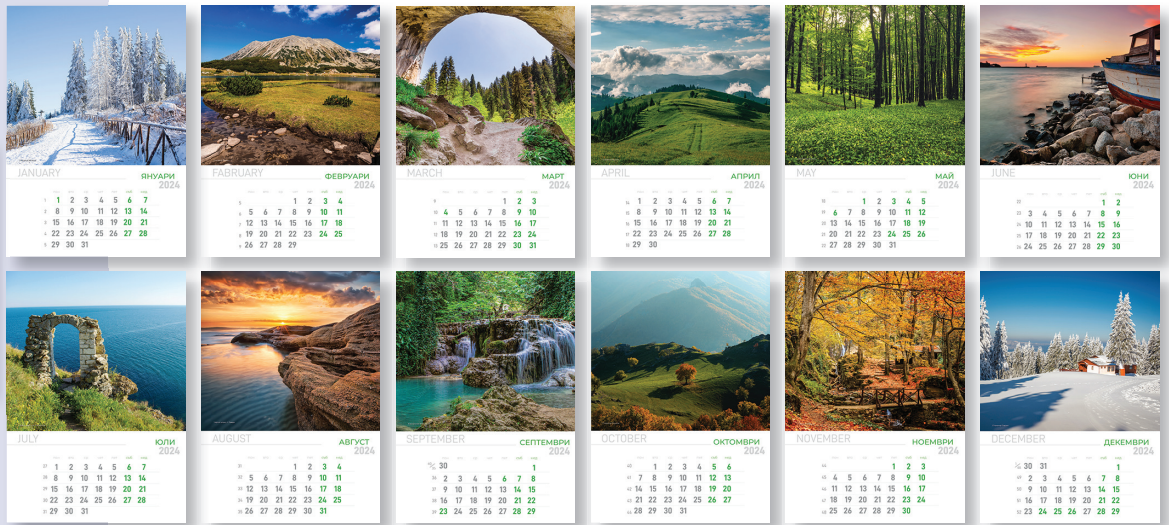 JANUARY
ЯНУАРИ
2024
1 2 3 4 5 6 7
8 9 10 11 12 13 14
15 16 17 18 19 20 21
22 23 24 25 26 27 28
29 30 31
FABRUARY
ФЕВРУАРИ
2024
1 2 3 4
5 6 7 8 9 10 11
12 13 14 15 16 17 18
19 20 21 22 23 24 25
26 27 28 29
MARCH
МАРТ
2024
1 2 3
4 5 6 7 8 9 10
11 12 13 14 15 16 17
18 19 20 21 22 23 24
25 26 27 28 29 30 31
APRIL
АПРИЛ
2024
1 2 3 4 5 6 7
8 9 10 11 12 13 14
15 16 17 18 19 20 21
22 23 24 25 26 27 28
29 30
MAY
МАЙ
2024
1 2 3 4 5
6 7 8 9 10 11 12
13 14 15 16 17 18 19
20 21 22 23 24 25 26
27 28 29 30 31
JUNE
ЮНИ
2024
1 2
3 4 5 6 7 8 9
10 11 12 13 14 15 16
17 18 19 20 21 22 23
24 25 26 27 28 29 30
JULY
ЮЛИ
2024
1 2 3 4 5 6 7
8 9 10 11 12 13 14
15 16 17 18 19 20 21
22 23 24 25 26 27 28
29 30 31
AUGUST
АВГУСТ
2024
1 2 3 4
5 6 7 8 9 10 11
12 13 14 15 16 17 18
19 20 21 22 23 24 25
26 27 28 29 30 31
SEPTEMBER
СЕПТЕМВРИ
2024
30 1
2 3 4 5 6 7 8
9 10 11 12 13 14 15
16 17 18 19 20 21 22
23 24 25 26 27 28 29
OCTOBER
ОКТОМВРИ
2024
1 2 3 4 5 6
7 8 9 10 11 12 13
14 15 16 17 18 19 20
21 22 23 24 25 26 27
28 29 30 31
NOVEMBER
НОЕМВРИ
2024
1 2 3
4 5 6 7 8 9 10
11 12 13 14 15 16 17
18 19 20 21 22 23 24
25 26 27 28 29 30
DECEMBER
ДЕКЕМВРИ
2024
30 31 1
2 3 4 5 6 7 8
9 10 11 12 13 14 15
16 17 18 19 20 21 22
23 24 25 26 27 28 29